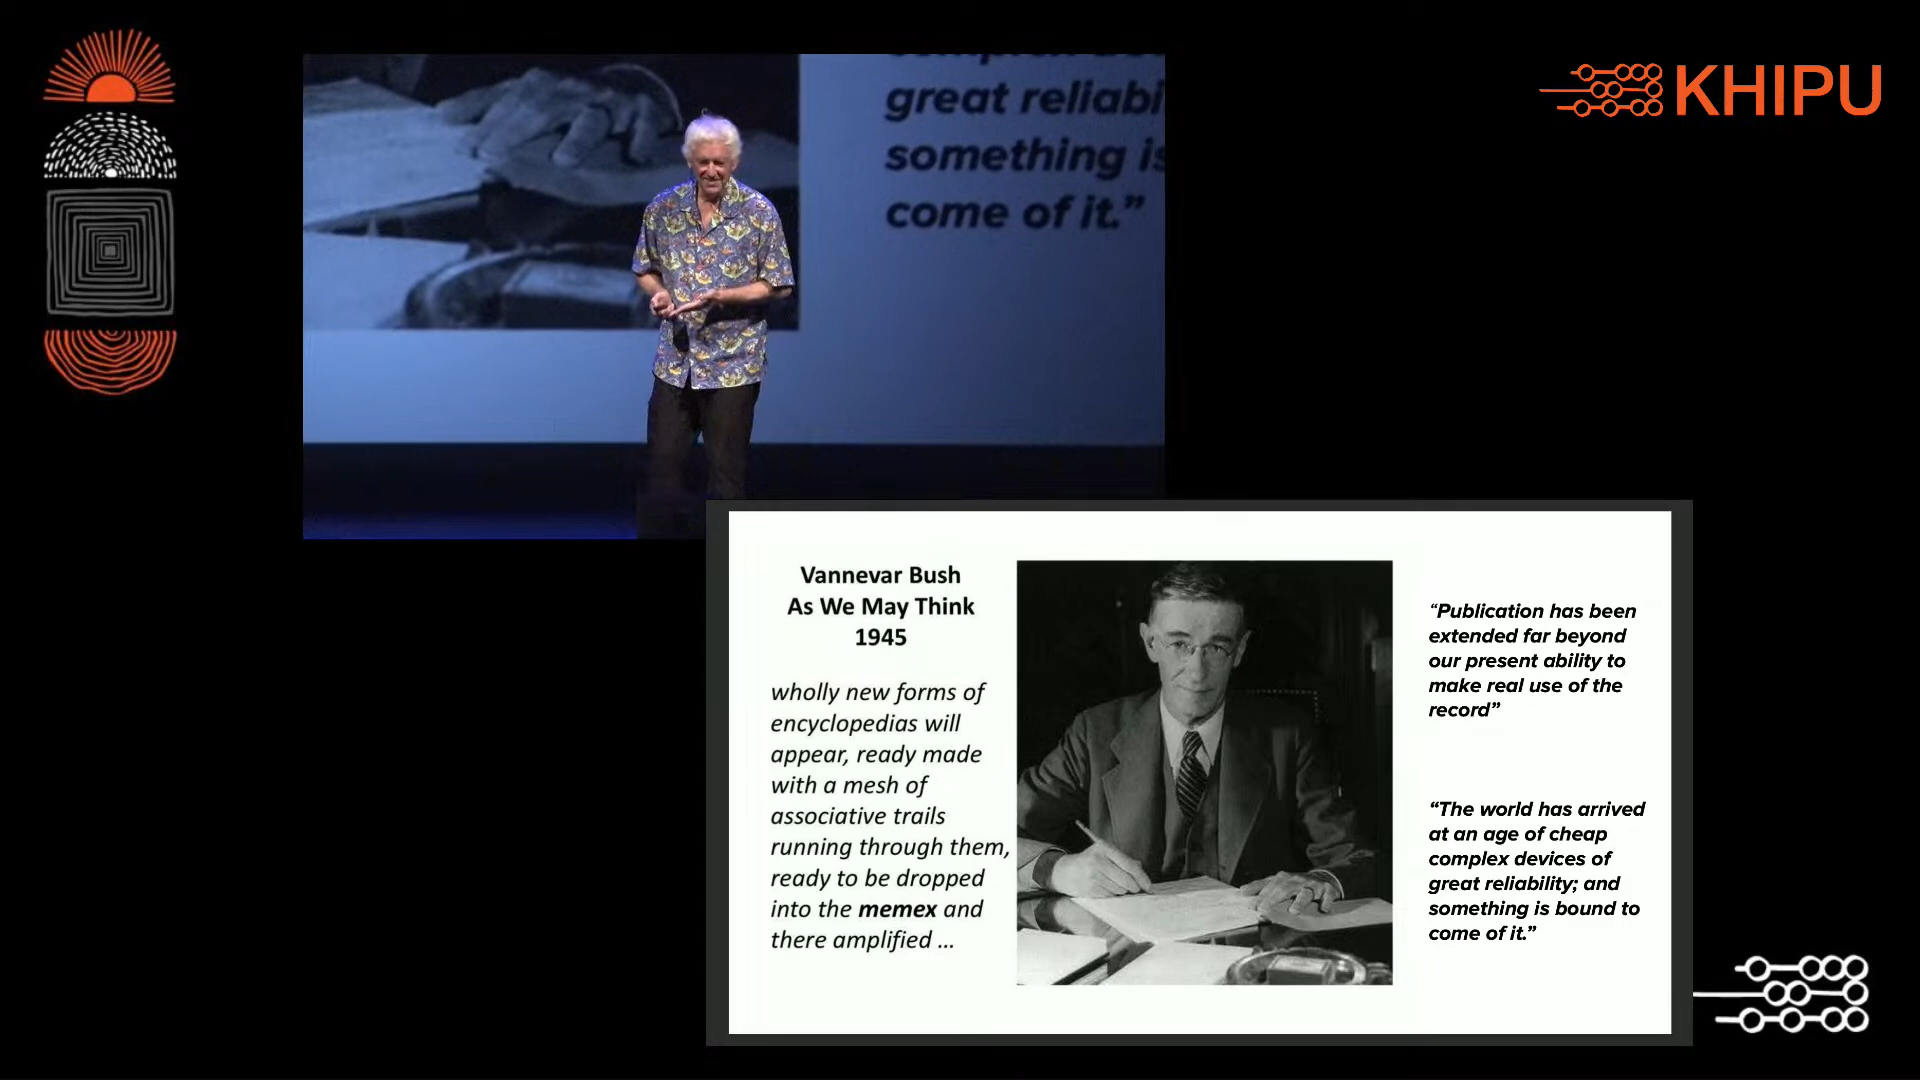 KHIPU
great reliabi
something is
come of it.”
Vannevar Bush
As We May Think
1945
wholly new forms of
encyclopedias will
appear, ready made
with a mesh of
associative trails
running through them,
ready to be dropped
into the memex and
there amplified ...
“Publication has been
extended far beyond
our present ability to
make real use of the
record”
“The world has arrived
at an age of cheap
complex devices of
great reliability; and
something is bound to
come of it.”